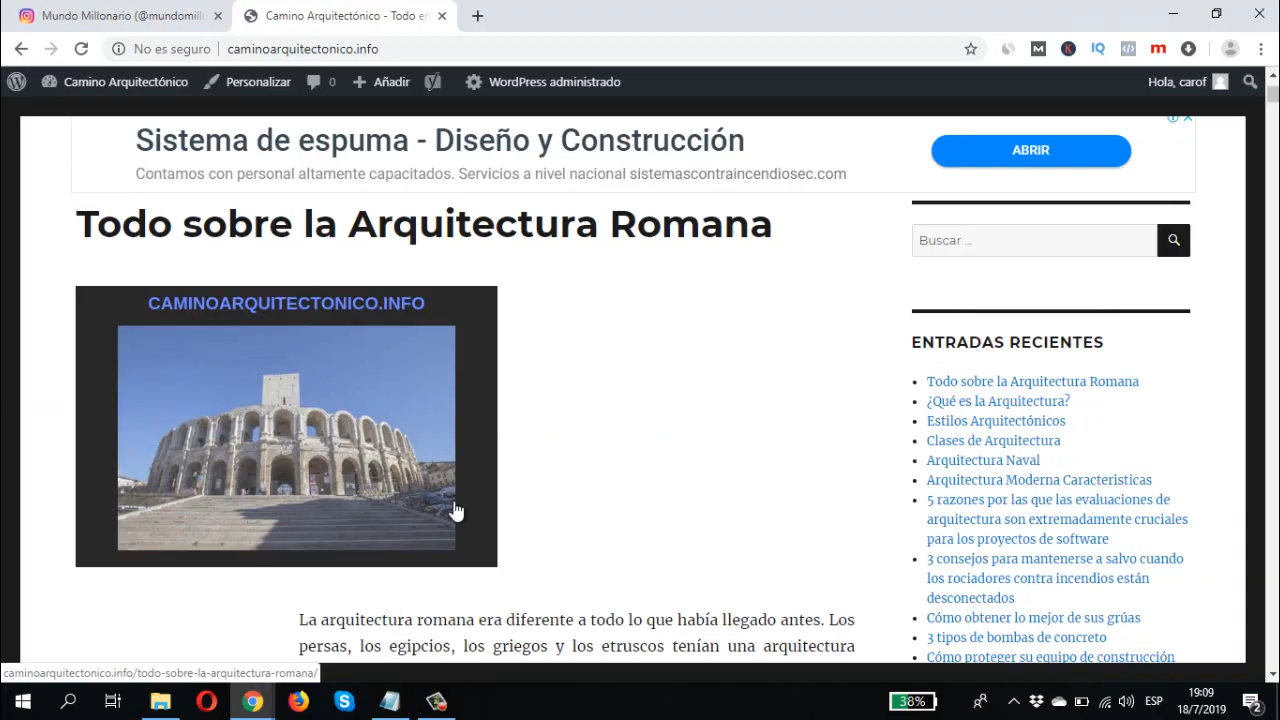 Mundo Millonario (@mundomillo
Camino Arquitectónico - Todo en
No es seguro
caminoarquitectonico.info
Camino Arquitectónico
Personalizar
0
Añadir
WordPress administrado
Hola, carof
Sistema de espuma - Diseño y Construcción
Contamos con personal altamente capacitados. Servicios a nivel nacional sistemascontraincendiosec.com
ABRIR
Todo sobre la Arquitectura Romana
CAMINOARQUITECTONICO.INFO
La arquitectura romana era diferente a todo lo que había llegado antes. Los
persas, los egipcios, los griegos y los etruscos tenían una arquitectura
Buscar ...
ENTRADAS RECIENTES
Todo sobre la Arquitectura Romana
¿Qué es la Arquitectura?
Estilos Arquitectónicos
Clases de Arquitectura
Arquitectura Naval
Arquitectura Moderna Caracteristicas
5 razones por las que las evaluaciones de
arquitectura son extremadamente cruciales
para los proyectos de software
3 consejos para mantenerse a salvo cuando
los rociadores contra incendios están
desconectados
Cómo obtener lo mejor de sus grúas
3 tipos de bombas de concreto
Cómo proteger su equipo de construcción
caminoarquitectonico.info/todo-sobre-la-arquitectura-romana/
38%
ESP
19:09
18/7/2019
2